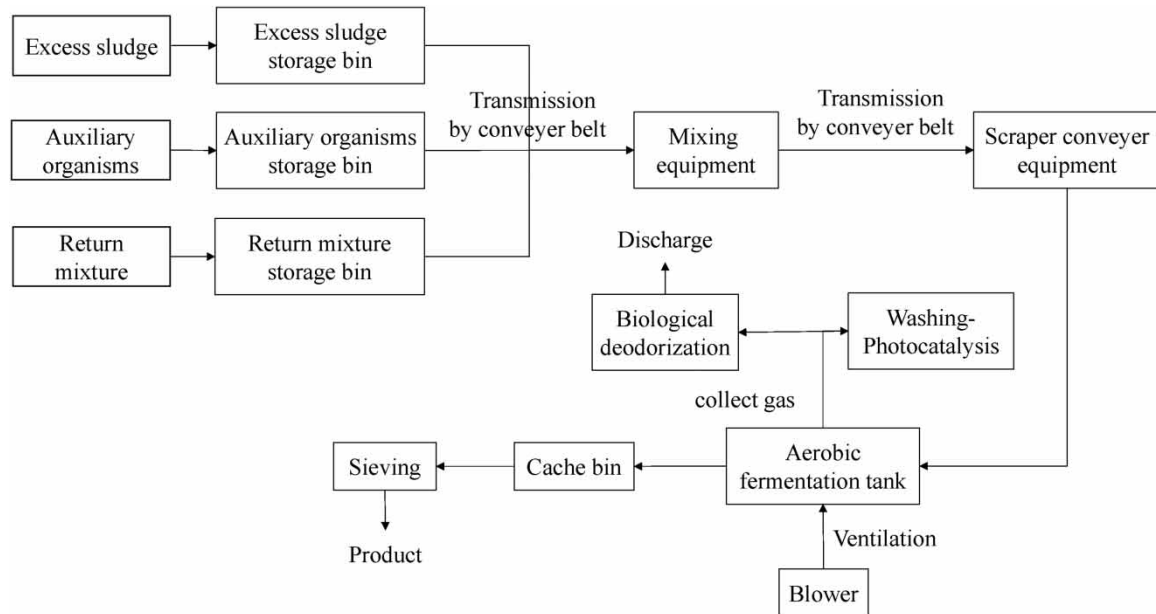 Excess sludge
Excess sludge
storage bin
Auxiliary
organisms
Auxiliary organisms
storage bin
Transmission
by conveyer belt
Mixing
equipment
Transmission
by conveyer belt
Scraper conveyer
equipment
Return
mixture
Return mixture
storage bin
Discharge
Biological
deodorization
Washing-
Photocatalysis
collect gas
Sieving
Cache bin
Aerobic
fermentation tank
Product
Ventilation
Blower